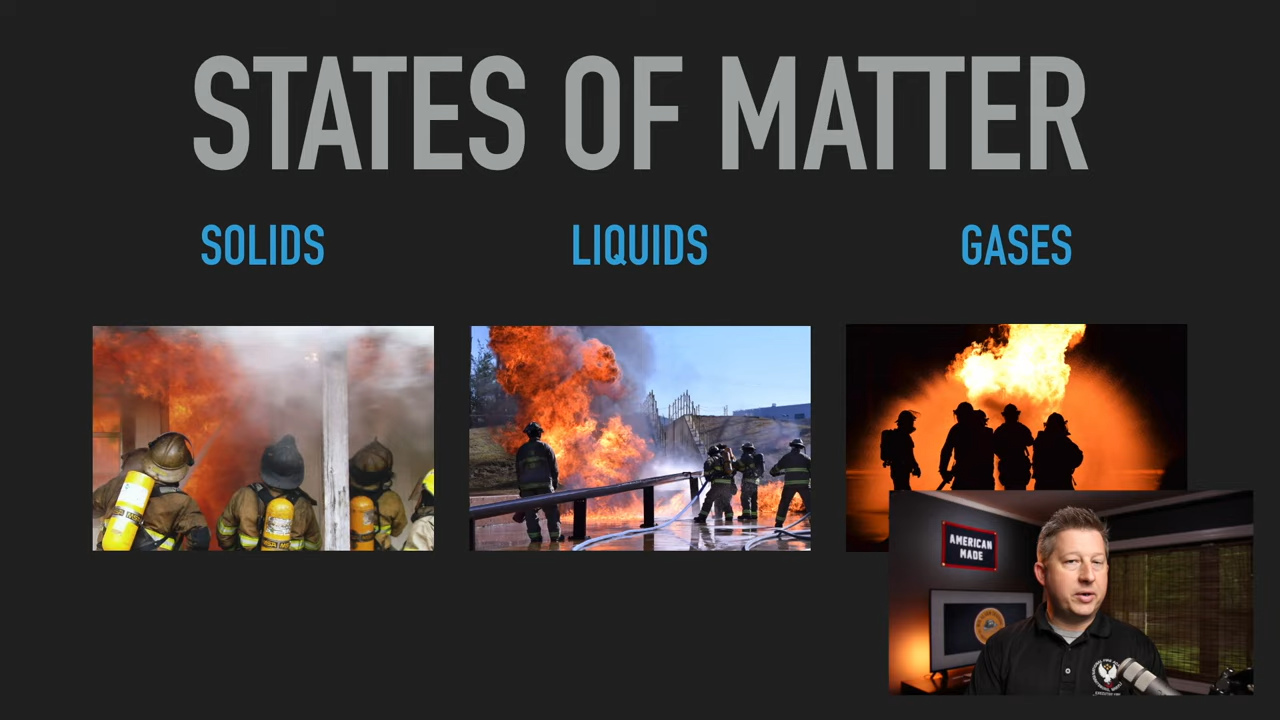 STATES OF MATTER
SOLIDS
LIQUIDS
GASES
AMERICAN
MADE